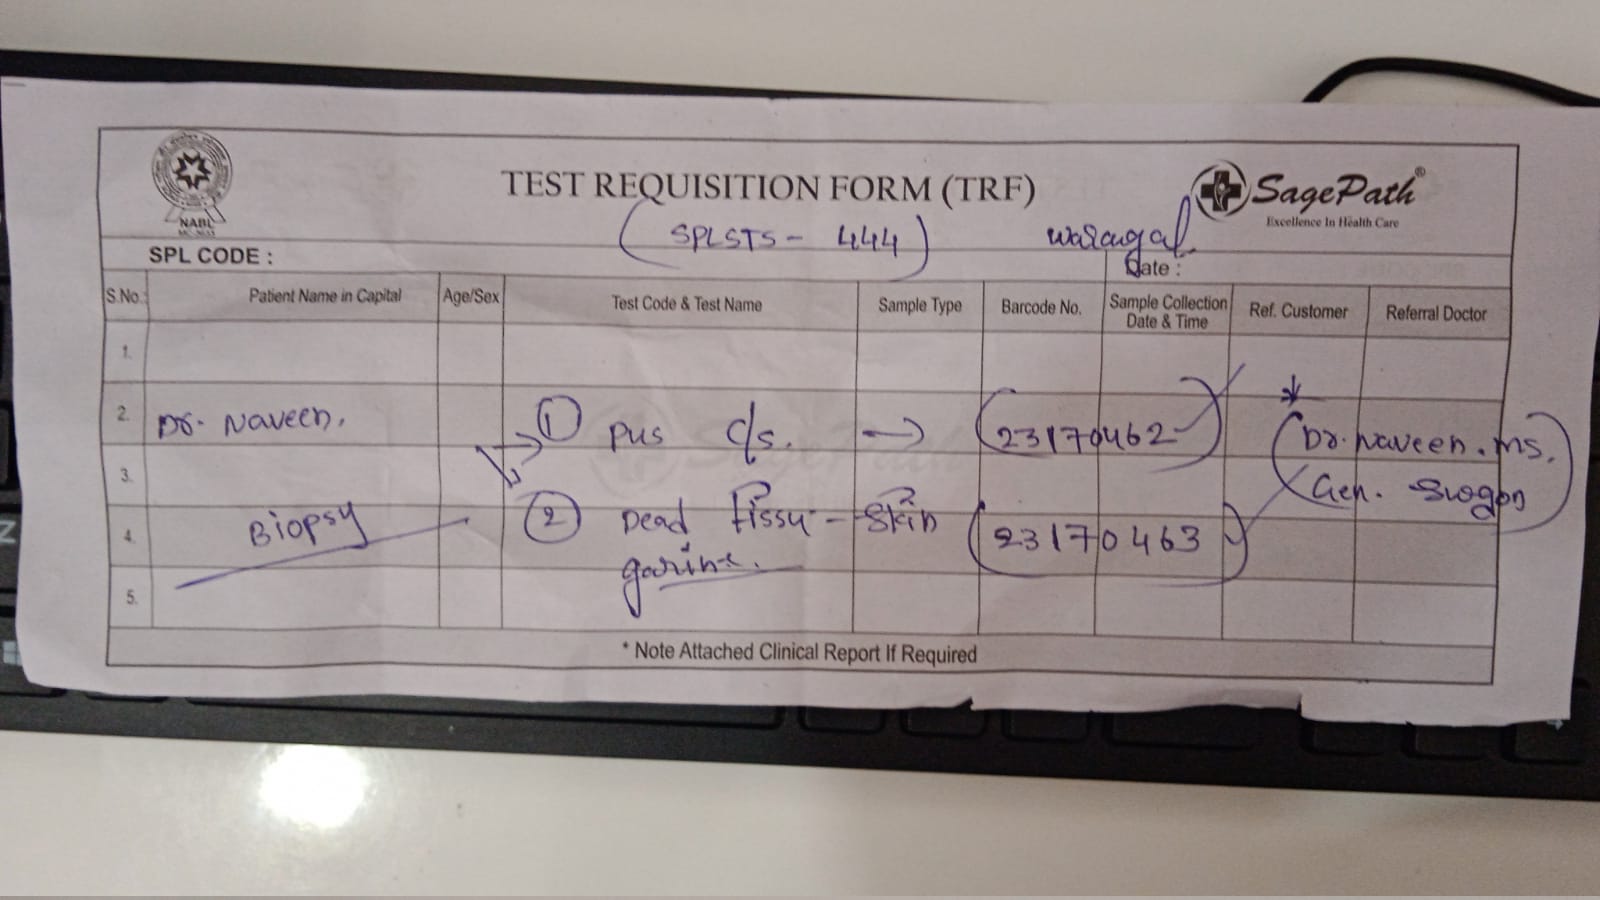 NABL
TEST REQUISITION FORM (TRF)
SagePath®
Excellence In Health Care
(SPLSTS - 444)
Warangal
SPL CODE :
Date :
S.No.
Patient Name in Capital
Age/Sex
Test Code & Test Name
Sample Type
Barcode No.
Sample Collection
Date & Time
Ref. Customer
Referral Doctor
1.
2. Dr. Naveen. ① Pus c/s. → (23170462) (Dr. Naveen. MS.
3. Gen.
4. Biopsy ② Dead Skin (23170463)
5.
* Note Attached Clinical Report If Required